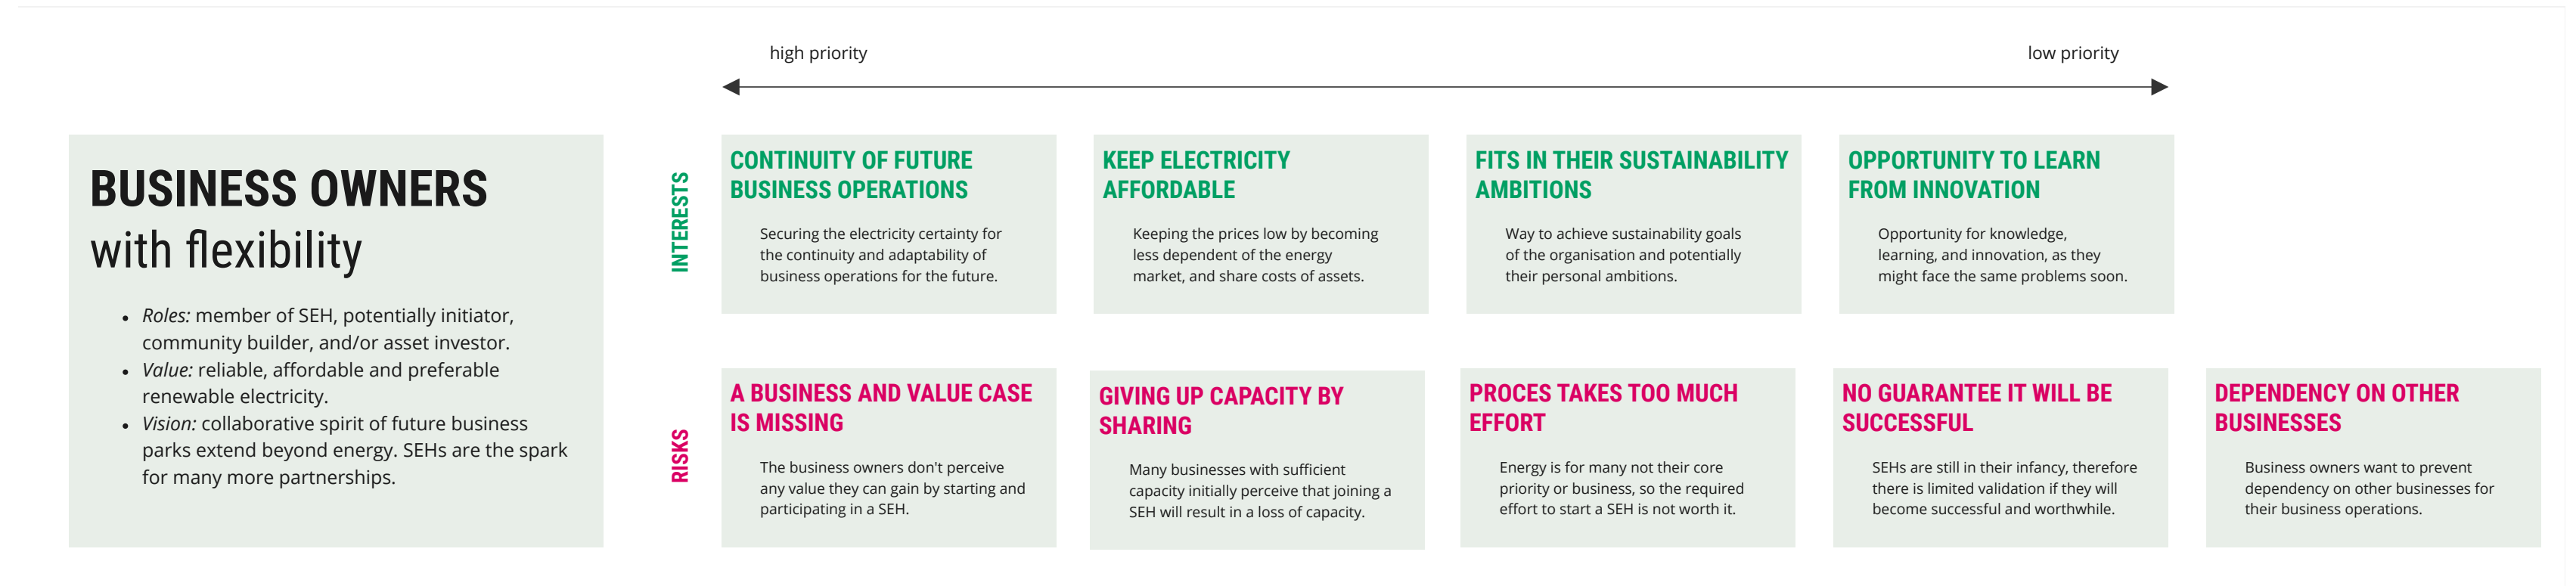 high priority
low priority
BUSINESS OWNERS
with flexibility
• Roles: member of SEH, potentially initiator,
community builder, and/or asset investor.
• Value: reliable, affordable and preferable
renewable electricity.
• Vision: collaborative spirit of future business
parks extend beyond energy. SEHs are the spark
for many more partnerships.
INTERESTS
CONTINUITY OF FUTURE
BUSINESS OPERATIONS
Securing the electricity certainty for
the continuity and adaptability of
business operations for the future.
KEEP ELECTRICITY
AFFORDABLE
Keeping the prices low by becoming
less dependent of the energy
market, and share costs of assets.
FITS IN THEIR SUSTAINABILITY
AMBITIONS
Way to achieve sustainability goals
of the organisation and potentially
their personal ambitions.
OPPORTUNITY TO LEARN
FROM INNOVATION
Opportunity for knowledge,
learning, and innovation, as they
might face the same problems soon.
RISKS
A BUSINESS AND VALUE CASE
IS MISSING
The business owners don't perceive
any value they can gain by starting and
participating in a SEH.
GIVING UP CAPACITY BY
SHARING
Many businesses with sufficient
capacity initially perceive that joining a
SEH will result in a loss of capacity.
PROCES TAKES TOO MUCH
EFFORT
Energy is for many not their core
priority or business, so the required
effort to start a SEH is not worth it.
NO GUARANTEE IT WILL BE
SUCCESSFUL
SEHs are still in their infancy, therefore
there is limited validation if they will
become successful and worthwhile.
DEPENDENCY ON OTHER
BUSINESSES
Business owners want to prevent
dependency on other businesses for
their business operations.